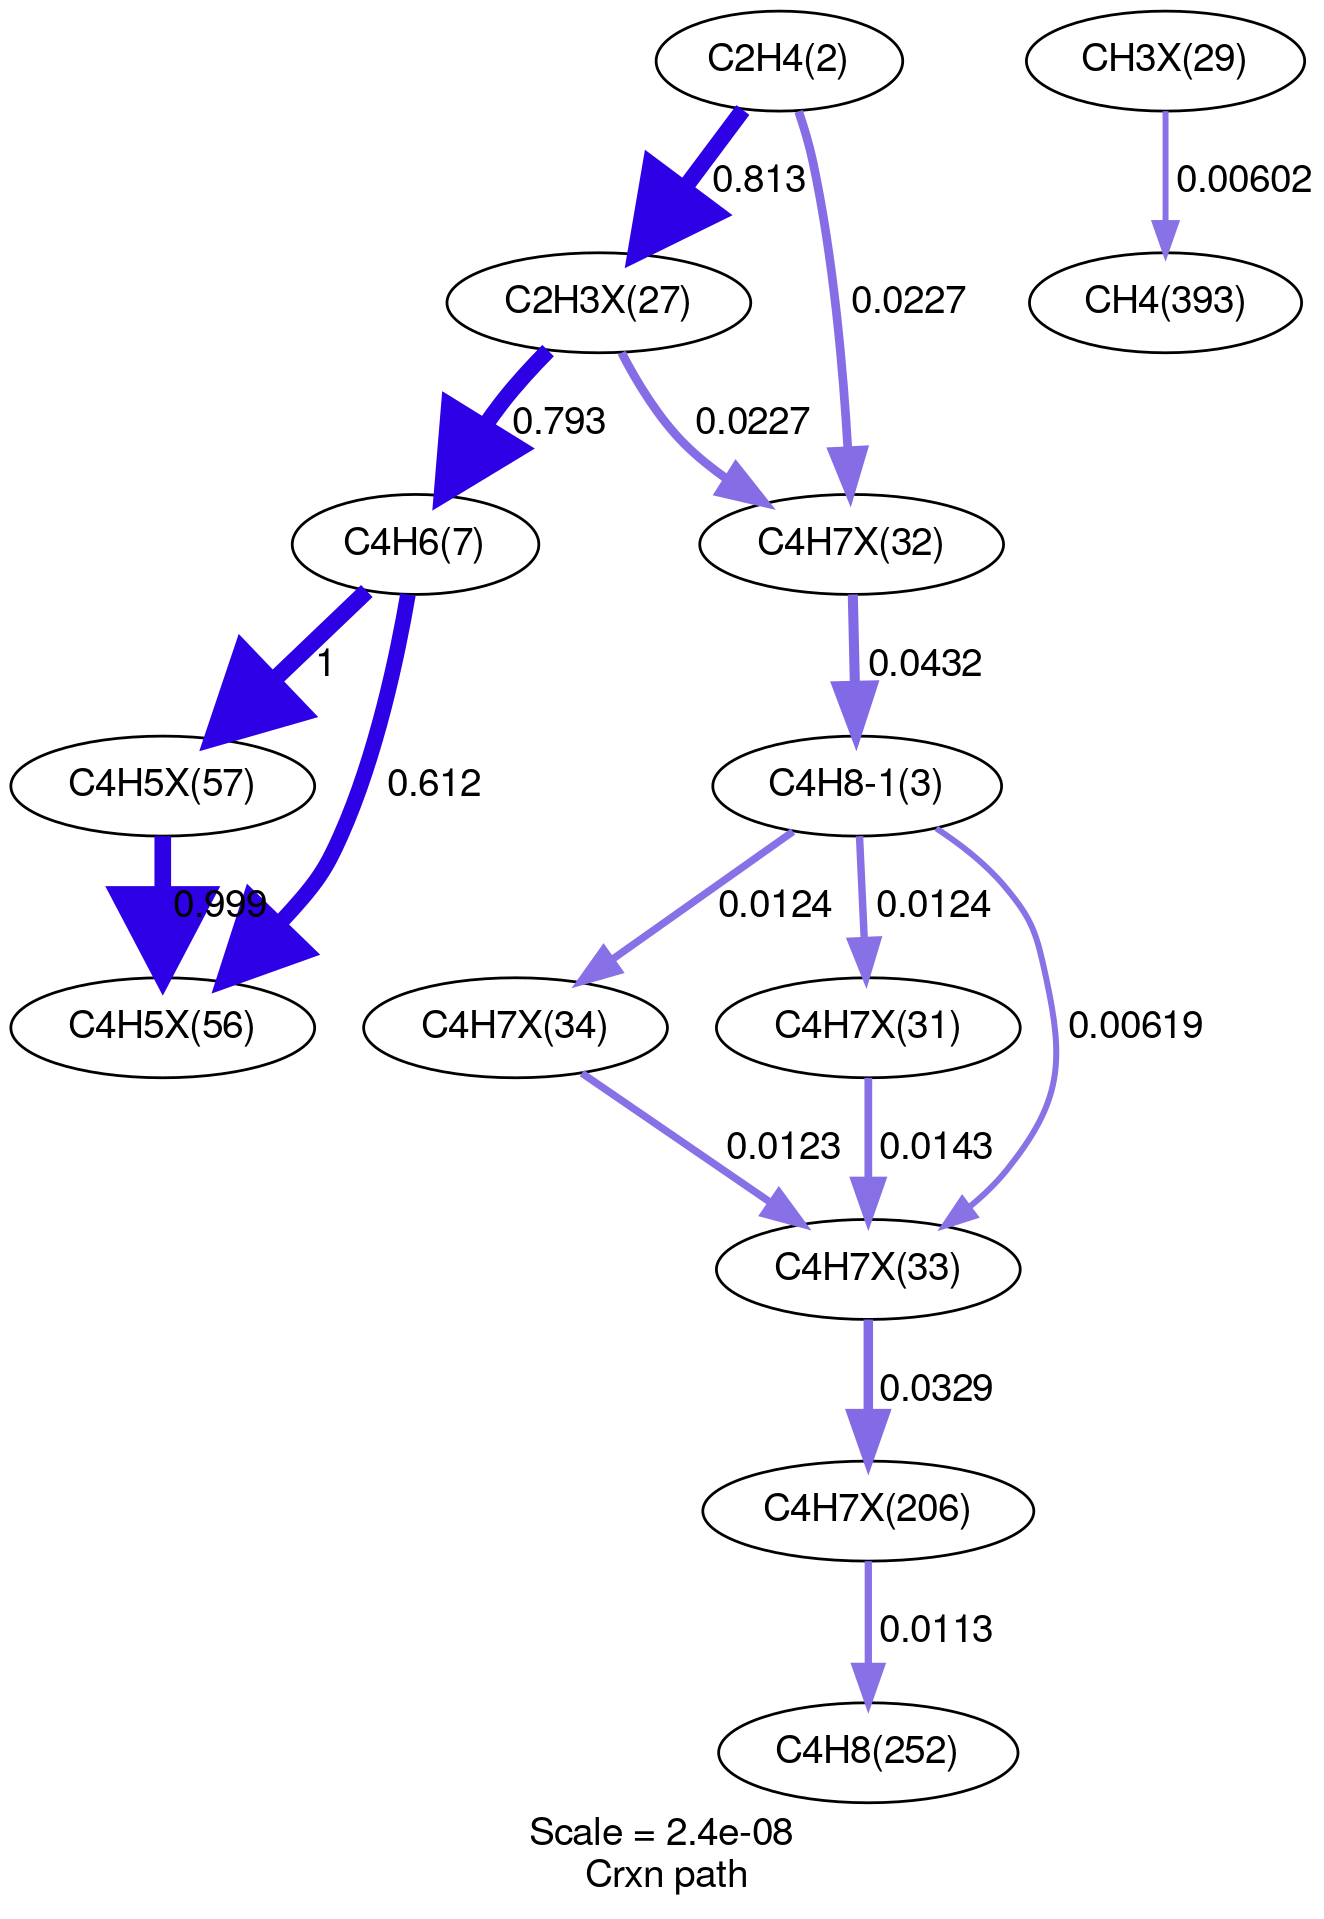 C2H4(2)
CH3X(29)
0.813
0.00602
C2H3X(27)
0.0227
CH4(393)
0.793
0.0227
C4H6(7)
C4H7X(32)
1
0.0432
C4H5X(57)
0.612
C4H8-1(3)
0.999
0.0124
0.0124
C4H5X(56)
C4H7X(34)
C4H7X(31)
0.00619
0.0123
0.0143
C4H7X(33)
0.0329
C4H7X(206)
0.0113
C4H8(252)
Scale = 2.4e-08
Crxn path